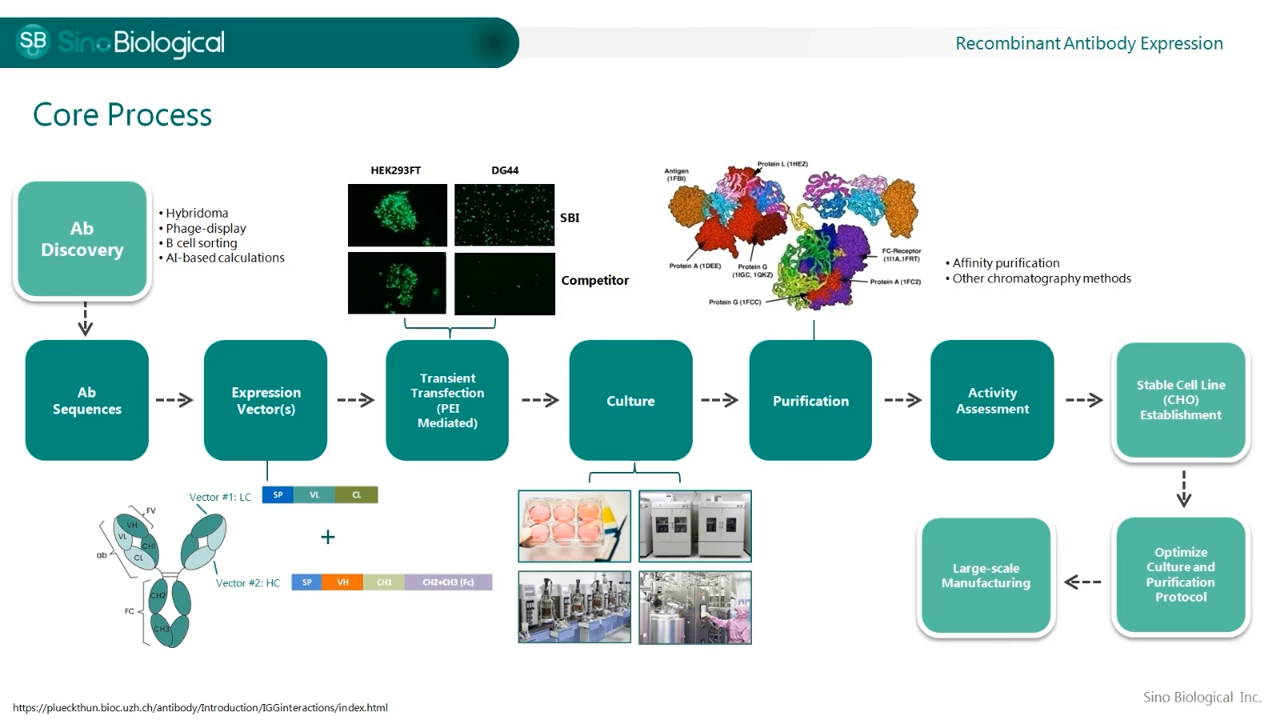 SB SinoBiological
Recombinant Antibody Expression
Core Process
Ab
Discovery
• Hybridoma
• Phage-display
• B cell sorting
• AI-based calculations
HEK293FT
DG44
SBI
Competitor
Protein L (1HEZ)
Antigen
(1FBI)
Protein A (1DEE)
Protein G
(1IGC, 1QKZ)
FC-Receptor
(1I1A,1FRT)
Protein A (1FC2)
Protein G (1FCC)
• Affinity purification
• Other chromatography methods
Ab
Sequences
Expression
Vector(s)
Transient
Transfection
(PEI
Mediated)
Culture
Purification
Activity
Assessment
Stable Cell Line
(CHO)
Establishment
Vector #1: LC
SP VL CL
+
Vector #2: HC
SP VH CH1 CH2+CH3 (Fc)
FV
VH
VL
CH1
CL
ab
CH2
FC
CH3
Large-scale
Manufacturing
Optimize
Culture and
Purification
Protocol
Sino Biological Inc.
https://plueckthun.bioc.uzh.ch/antibody/Introduction/IGGinteractions/index.html